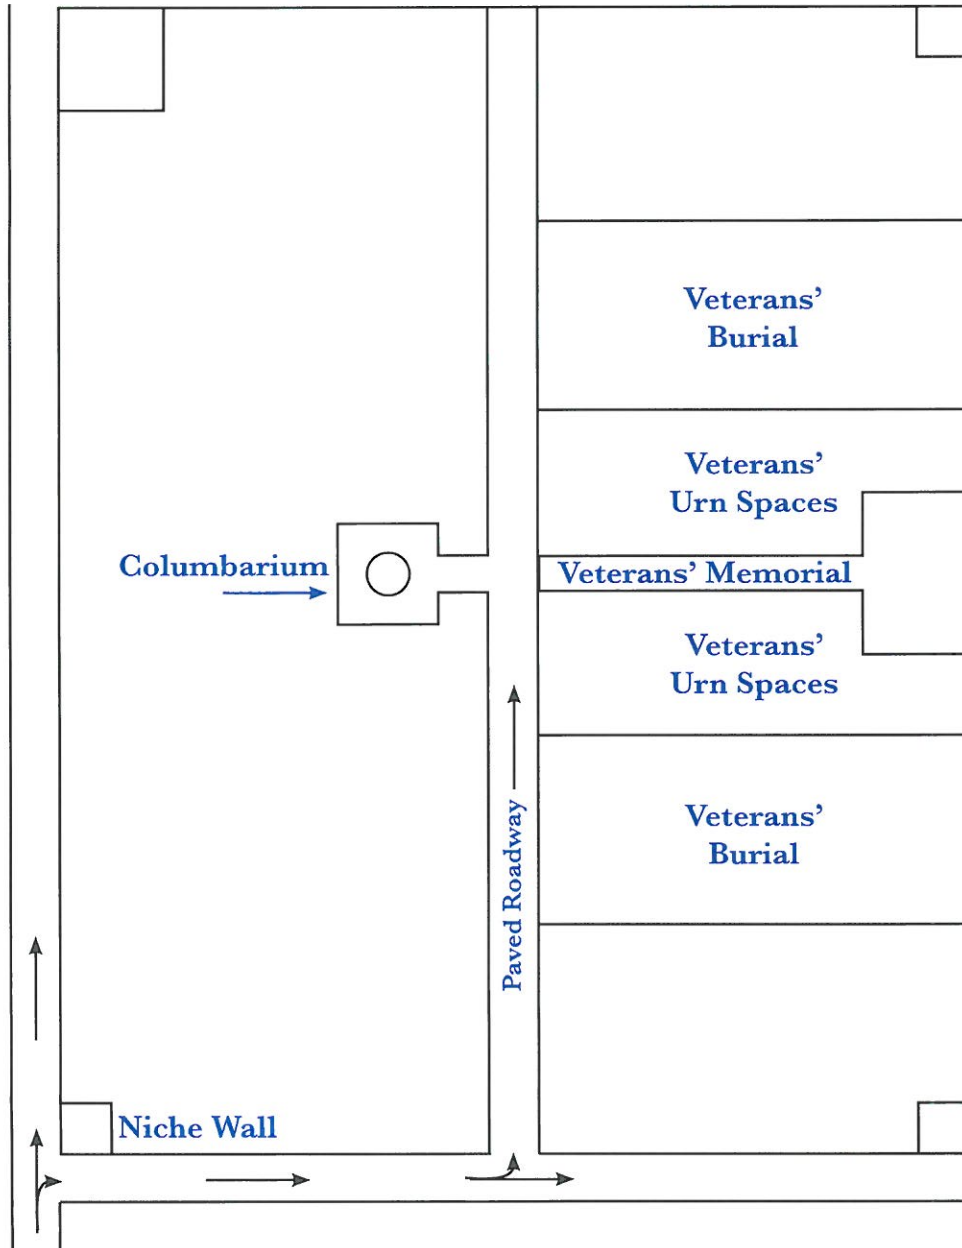 Veterans’
Burial
Veterans’
Urn Spaces
Columbarium
Veterans’ Memorial
Veterans’
Urn Spaces
Veterans’
Burial
Paved Roadway
Niche Wall